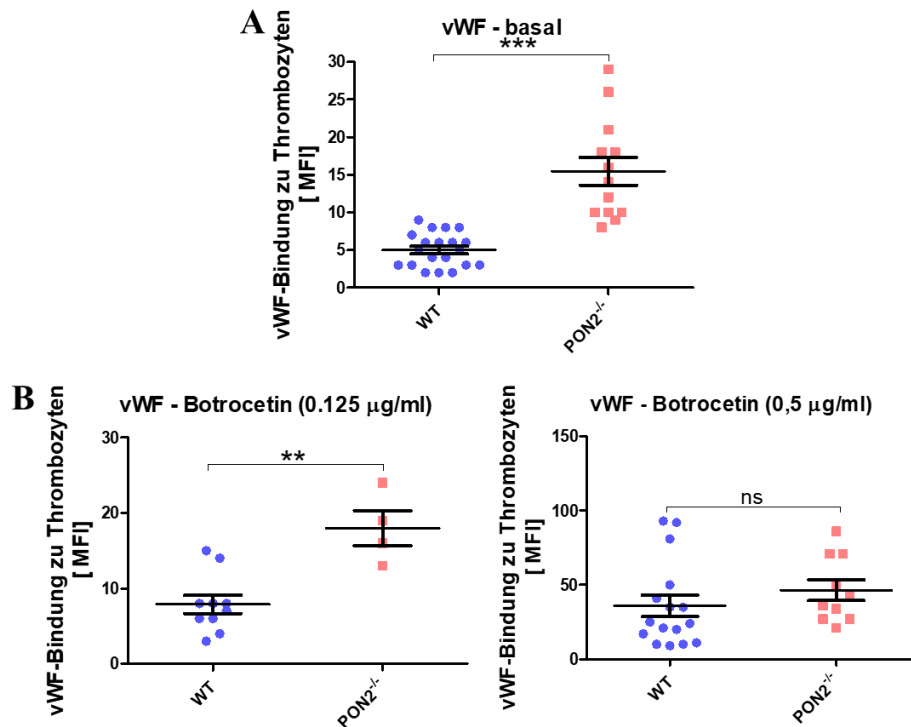 A
vWF - basal
***
vWF-Bindung zu Thrombozyten
[ MFI]
30
25
20
15
10
5
0
WT
PON2-/-
B
vWF - Botrocetin (0.125 μg/ml)
**
vWF-Bindung zu Thrombozyten
[ MFI]
30
20
10
0
WT
PON2-/-
vWF - Botrocetin (0,5 μg/ml)
ns
vWF-Bindung zu Thrombozyten
[ MFI]
150
100
50
0
WT
PON2-/-